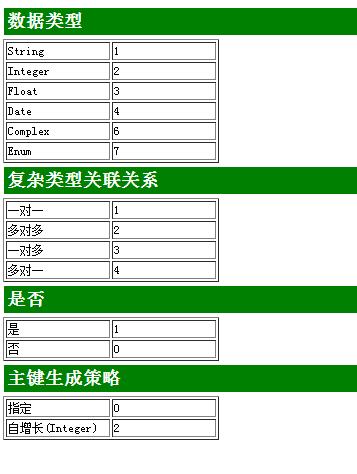 数据类型
String 1
Integer 2
Float 3
Date 4
Complex 6
Enum 7
复杂类型关联关系
一对一 1
多对多 2
一对多 3
多对一 4
是否
是 1
否 0
主键生成策略
指定 0
自增长(Integer) 2